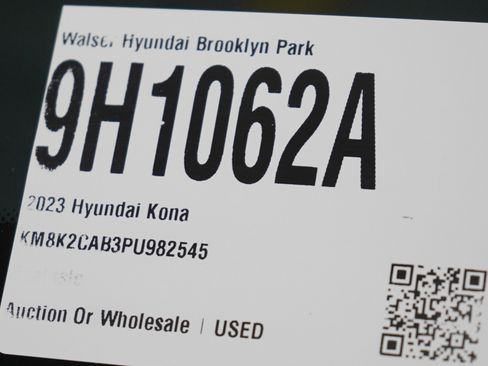 Walser Hyundai Brooklyn Park
9H1062A
2023 Hyundai Kona
KM8K2CAB3PU982545
Auction Or Wholesale | USED